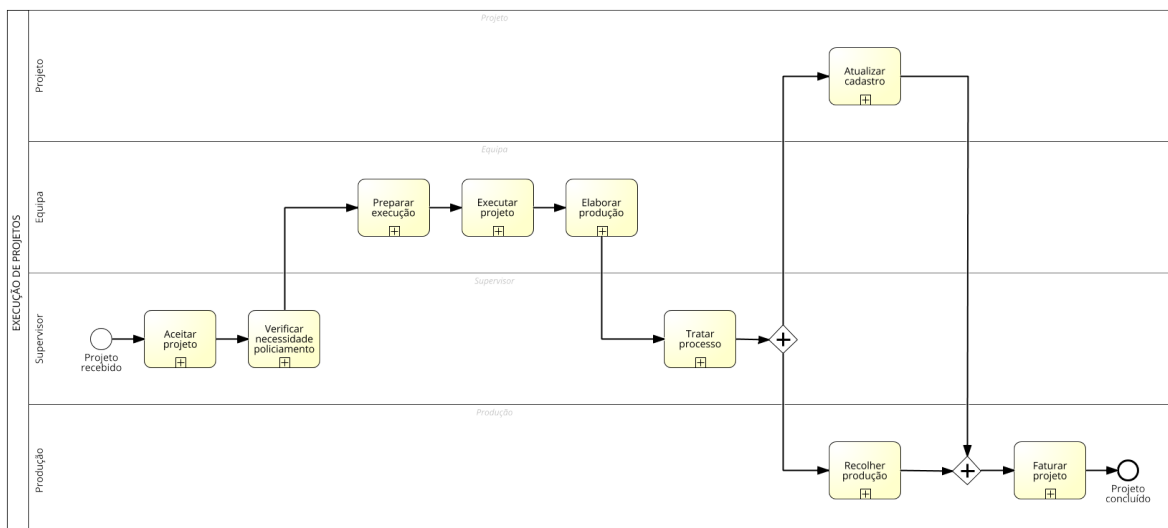 EXECUÇÃO DE PROJETOS
Projeto
Projeto
Atualizar
cadastro
Equipa
Equipa
Preparar
execução
Executar
projeto
Elaborar
produção
Supervisor
Supervisor
Projeto
recebido
Aceitar
projeto
Verificar
necessidade
policiamento
Tratar
processo
Produção
Produção
Recolher
produção
Faturar
projeto
Projeto
concluído